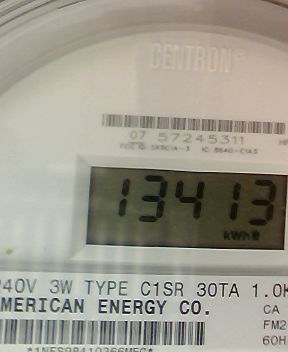 CENTRON®
07 57245311
13413
kWh
240V 3W TYPE C1SR 30TA 1.0K
AMERICAN ENERGY CO.
CA
FM2
60H